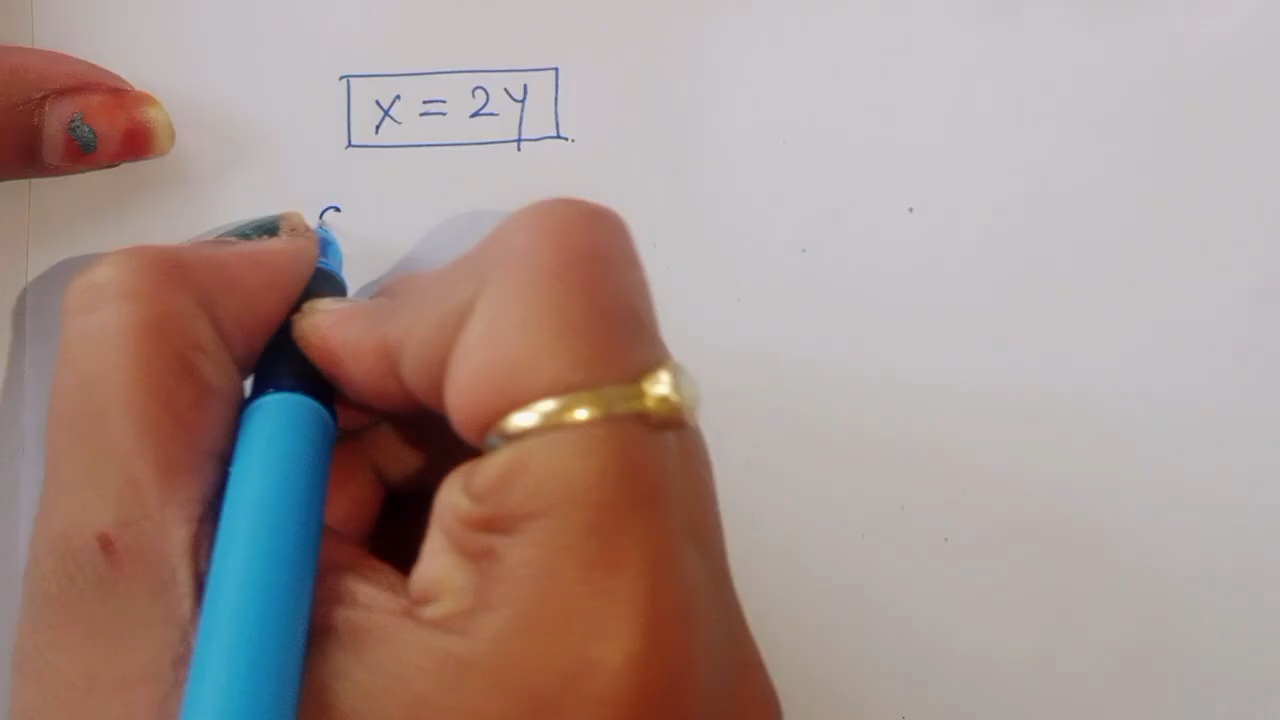 x = 2y